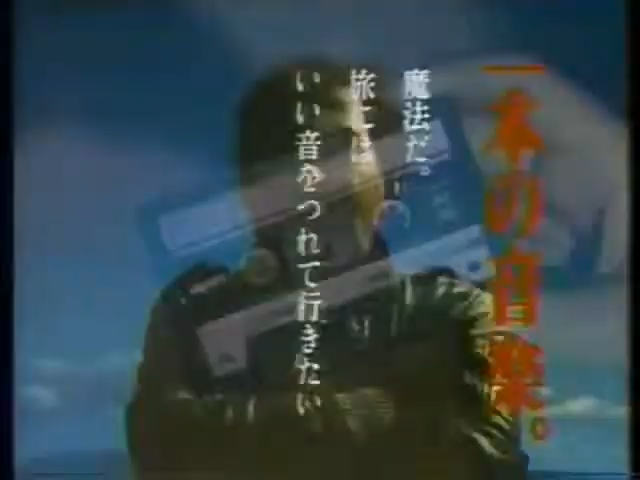 一本の音楽。
魔法だ。
旅には
いい音をつれて行きたい